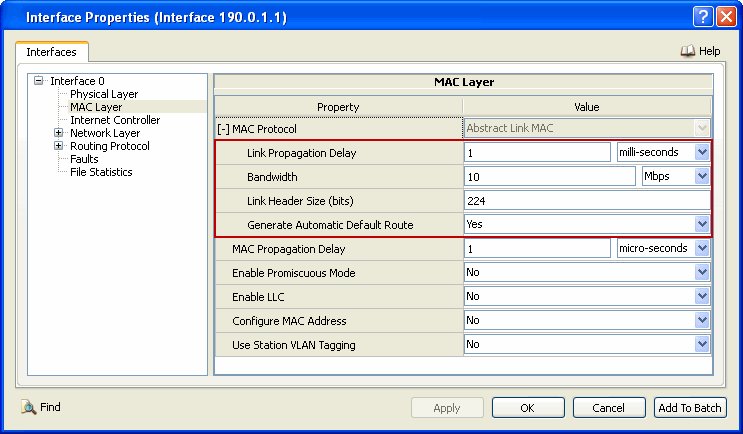 Interface Properties (Interface 190.0.1.1)
Interfaces
Help
Interface 0
Physical Layer
MAC Layer
Internet Controller
Network Layer
Routing Protocol
Faults
File Statistics
MAC Layer
Property Value
[-] MAC Protocol Abstract Link MAC
Link Propagation Delay 1 milli-seconds
Bandwidth 10 Mbps
Link Header Size (bits) 224
Generate Automatic Default Route Yes
MAC Propagation Delay 1 micro-seconds
Enable Promiscuous Mode No
Enable LLC No
Configure MAC Address No
Use Station VLAN Tagging No
Find
Apply OK Cancel Add To Batch